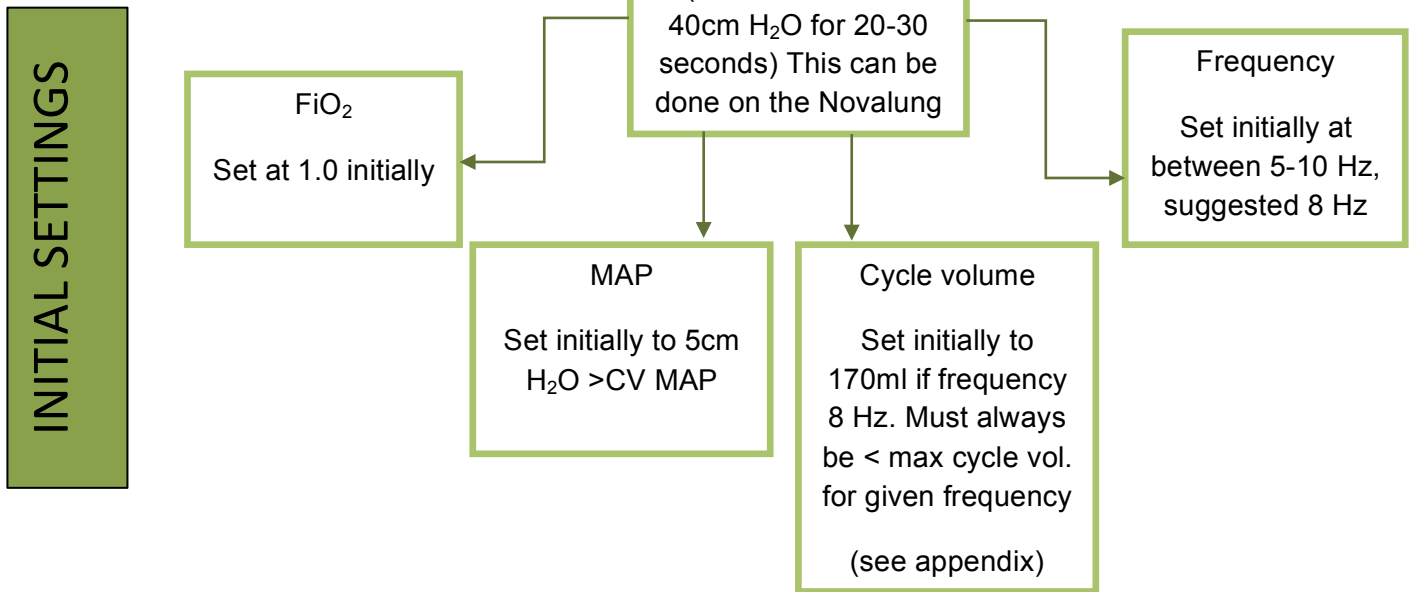 INITIAL SETTINGS
40cm H₂O for 20-30
seconds) This can be
done on the Novalung
FiO₂
Set at 1.0 initially
Frequency
Set initially at
between 5-10 Hz,
suggested 8 Hz
MAP
Set initially to 5cm
H₂O >CV MAP
Cycle volume
Set initially to
170ml if frequency
8 Hz. Must always
be < max cycle vol.
for given frequency
(see appendix)